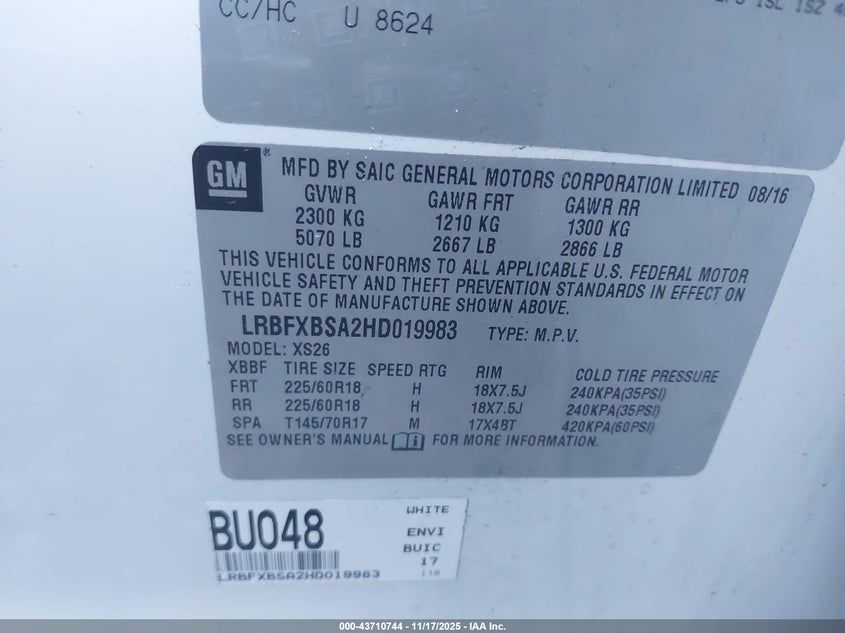 CC/HC U 8624
1SL 1SZ
GM
MFD BY SAIC GENERAL MOTORS CORPORATION LIMITED 08/16
GVWR GAWR FRT GAWR RR
2300 KG 1210 KG 1300 KG
5070 LB 2667 LB 2866 LB
THIS VEHICLE CONFORMS TO ALL APPLICABLE U.S. FEDERAL MOTOR
VEHICLE SAFETY AND THEFT PREVENTION STANDARDS IN EFFECT ON
THE DATE OF MANUFACTURE SHOWN ABOVE.
LRBFXBSA2HD019983 TYPE: M.P.V.
MODEL: XS26
XBBF TIRE SIZE SPEED RTG RIM COLD TIRE PRESSURE
FRT 225/60R18 H 18X7.5J 240KPA(35PSI)
RR 225/60R18 H 18X7.5J 240KPA(35PSI)
SPA T145/70R17 M 17X4BT 420KPA(60PSI)
SEE OWNER'S MANUAL i FOR MORE INFORMATION.
BU048
WHITE
ENVI
BUIC
17
116
LRBFXBSA2HD019983
000-43710744 — 11/17/2025 — IAA Inc.